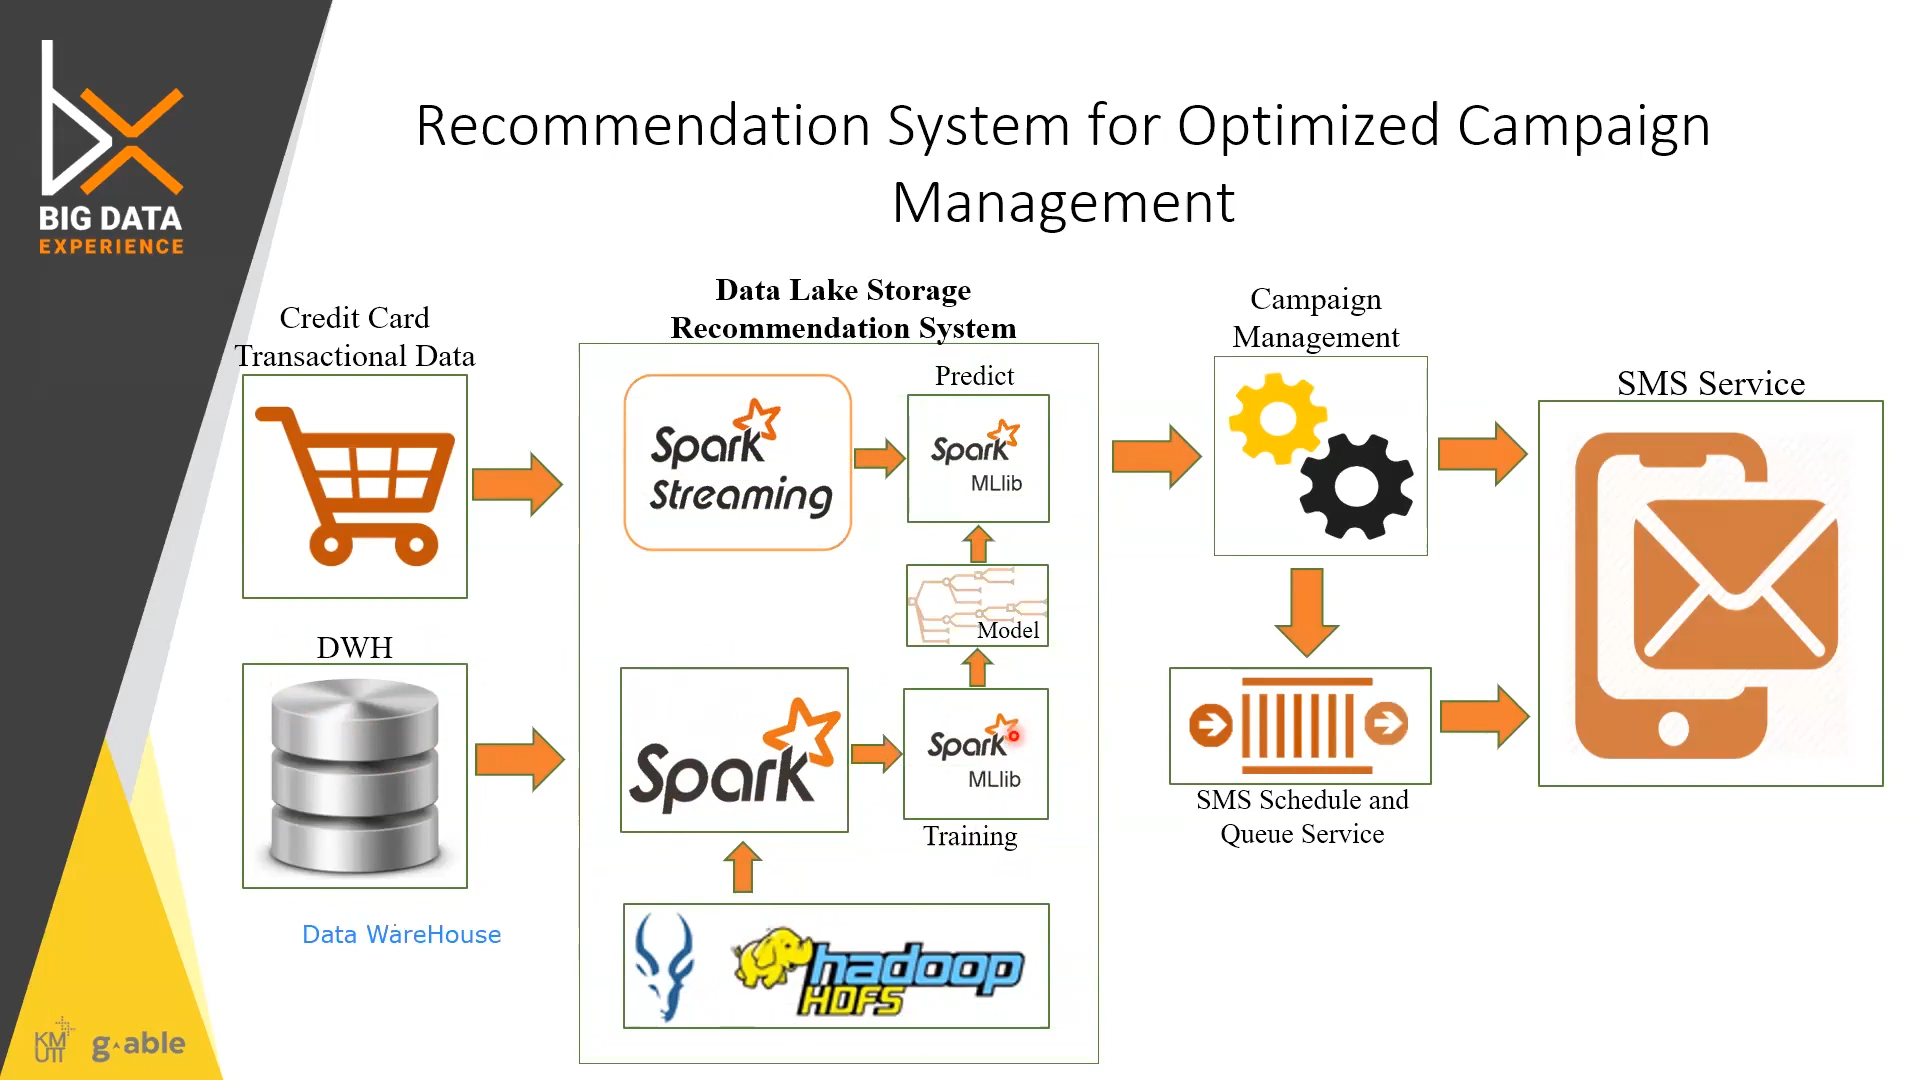 BIG DATA
EXPERIENCE
Recommendation System for Optimized Campaign
Management
Credit Card
Transactional Data
DWH
Data WareHouse
Data Lake Storage
Recommendation System
Spark
Streaming
Predict
Spark
MLlib
Model
Spark
Spark
MLlib
Training
hadoop
HDFS
Campaign
Management
SMS Schedule and
Queue Service
SMS Service
KM
UTT
g-able